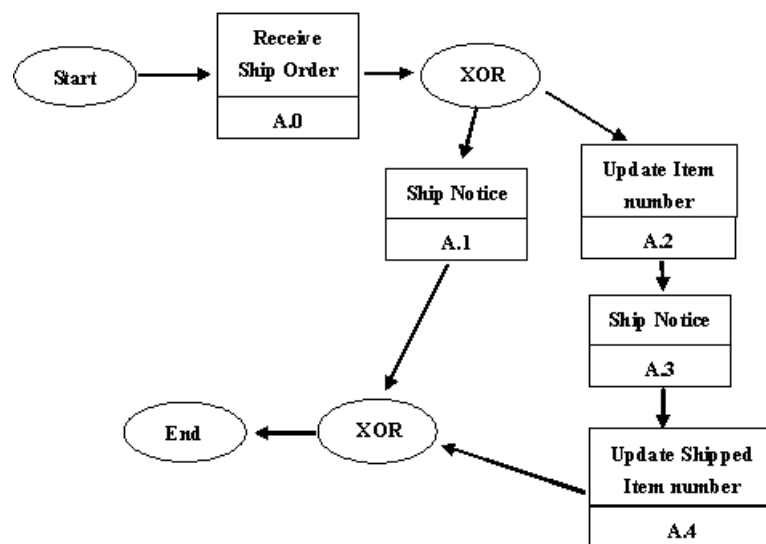 Start
Receive
Ship Order
A.0
XOR
Ship Notice
A.1
Update Item
number
A.2
Ship Notice
A.3
Update Shipped
Item number
A.4
XOR
End